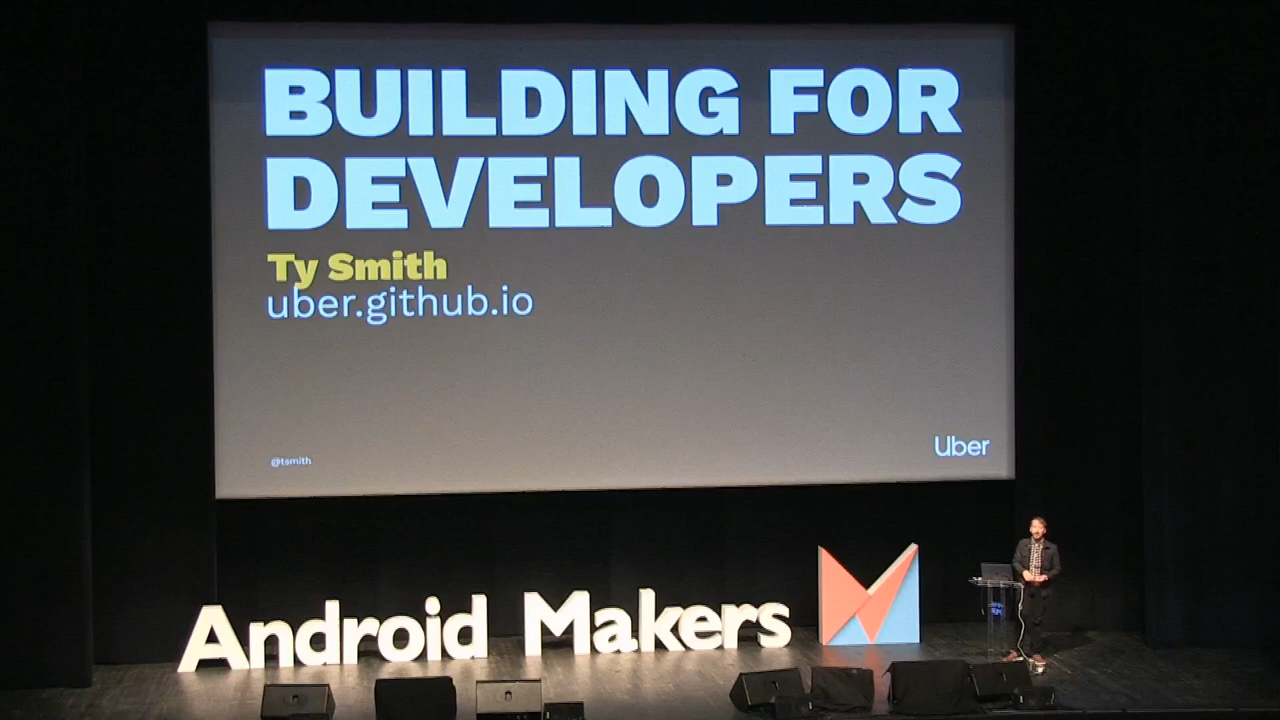 BUILDING FOR
DEVELOPERS
Ty Smith
uber.github.io
@tsmith
Uber
Android Makers